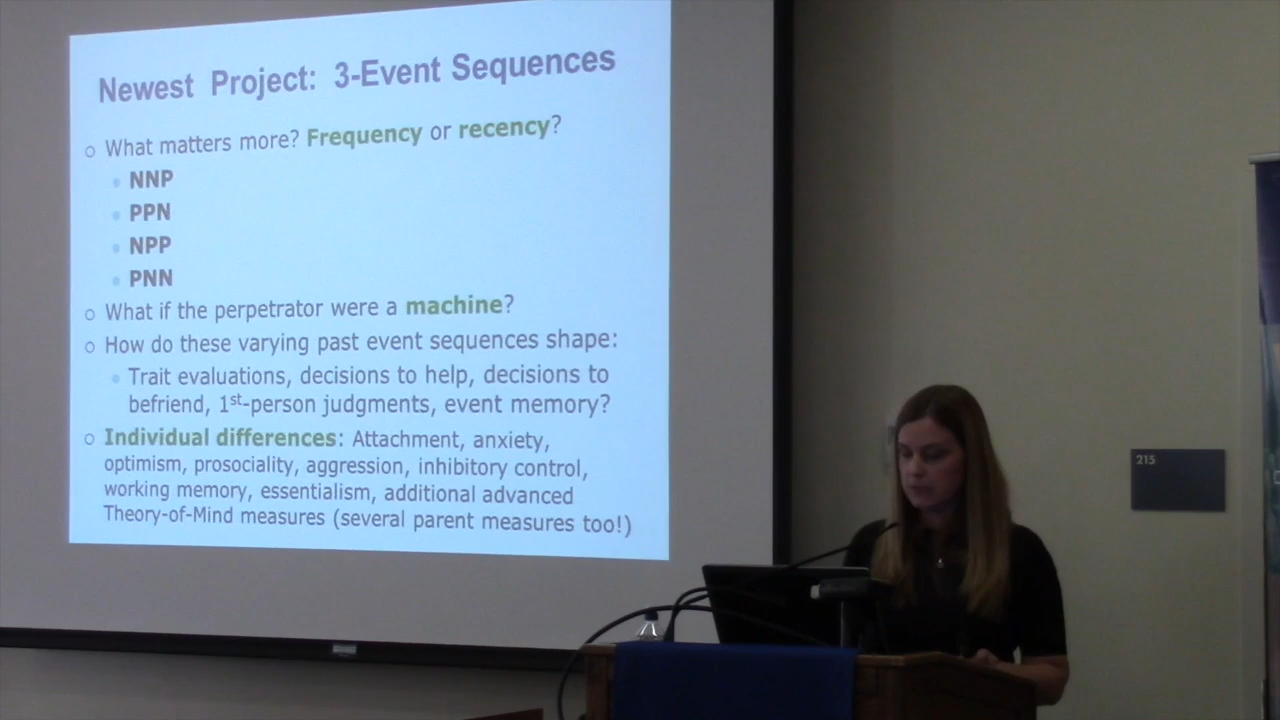 Newest Project: 3-Event Sequences
What matters more? Frequency or recency?
NNP
PPN
NPP
PNN
What if the perpetrator were a machine?
How do these varying past event sequences shape:
Trait evaluations, decisions to help, decisions to
befriend, 1st-person judgments, event memory?
Individual differences: Attachment, anxiety,
optimism, prosociality, aggression, inhibitory control,
working memory, essentialism, additional advanced
Theory-of-Mind measures (several parent measures too!)
215